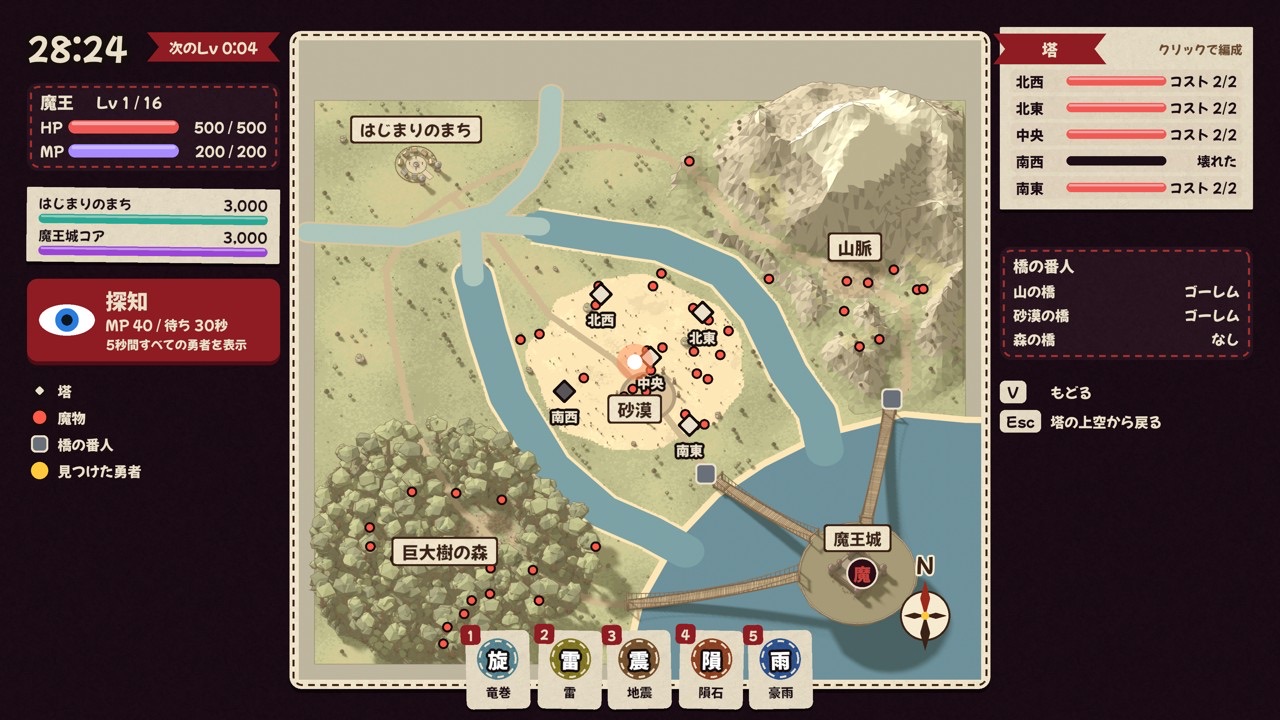 28:24
次のLv 0:04
魔王 Lv 1 / 16
HP 500 / 500
MP 200 / 200
はじまりのまち 3,000
魔王城コア 3,000
探知
MP 40 / 待ち 30秒
5秒間すべての勇者を表示
塔
魔物
橋の番人
見つけた勇者
はじまりのまち
山脈
北西
北東
中央
砂漠
南西
南東
巨大樹の森
魔王城
魔
N
1 旋 竜巻
2 雷 雷
3 震 地震
4 隕 隕石
5 雨 豪雨
塔 クリックで編成
北西 コスト 2/2
北東 コスト 2/2
中央 コスト 2/2
南西 壊れた
南東 コスト 2/2
橋の番人
山の橋 ゴーレム
砂漠の橋 ゴーレム
森の橋 なし
V もどる
Esc 塔の上空から戻る